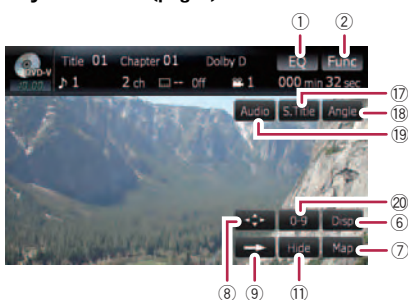 ① ②
Title 01 Chapter 01 Dolby D EQ Func
DVD-V
♪ 1 2 ch -- Off 1 000 min 32 sec
Audio S.Title Angle
⑰
⑱
⑲
⑳
0-9 Disp
⑥
Hide Map
⑦
⑧ ⑨ ⑪